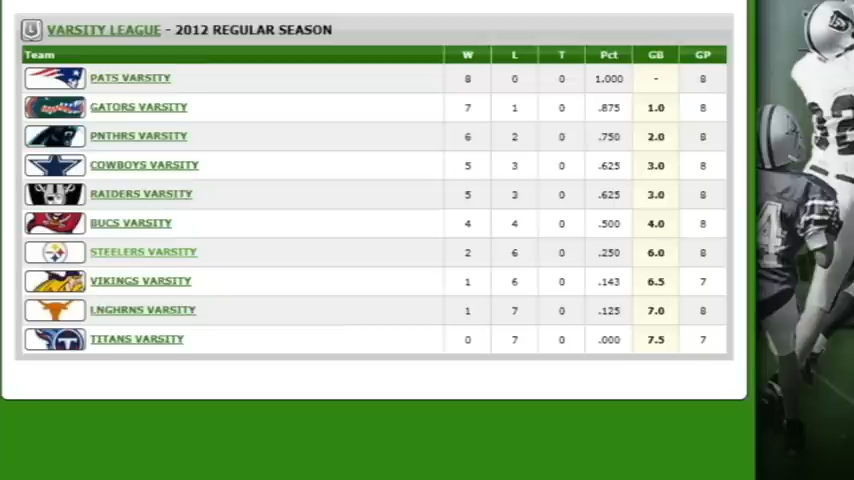 VARSITY LEAGUE - 2012 REGULAR SEASON
Team W L T Pct GB GP
PATS VARSITY 8 0 0 1.000 - 8
GATORS VARSITY 7 1 0 .875 1.0 8
PNTHRS VARSITY 6 2 0 .750 2.0 8
COWBOYS VARSITY 5 3 0 .625 3.0 8
RAIDERS VARSITY 5 3 0 .625 3.0 8
BUCS VARSITY 4 4 0 .500 4.0 8
STEELERS VARSITY 2 6 0 .250 6.0 8
VIKINGS VARSITY 1 6 0 .143 6.5 7
LNGHRNS VARSITY 1 7 0 .125 7.0 8
TITANS VARSITY 0 7 0 .000 7.5 7